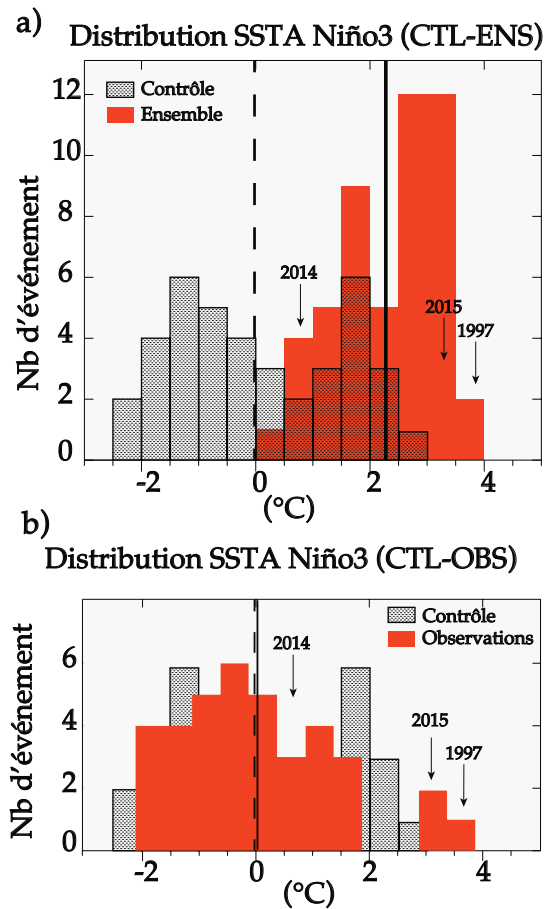 a)
Distribution SSTA Niño3 (CTL-ENS)
Contrôle
Ensemble
Nb d'événement
12
10
8
6
4
2
0
2014
2015
1997
-2
0
2
4
(°C)
b)
Distribution SSTA Niño3 (CTL-OBS)
Contrôle
Observations
Nb d'événement
6
4
2
0
2014
2015
1997
-2
0
2
4
(°C)